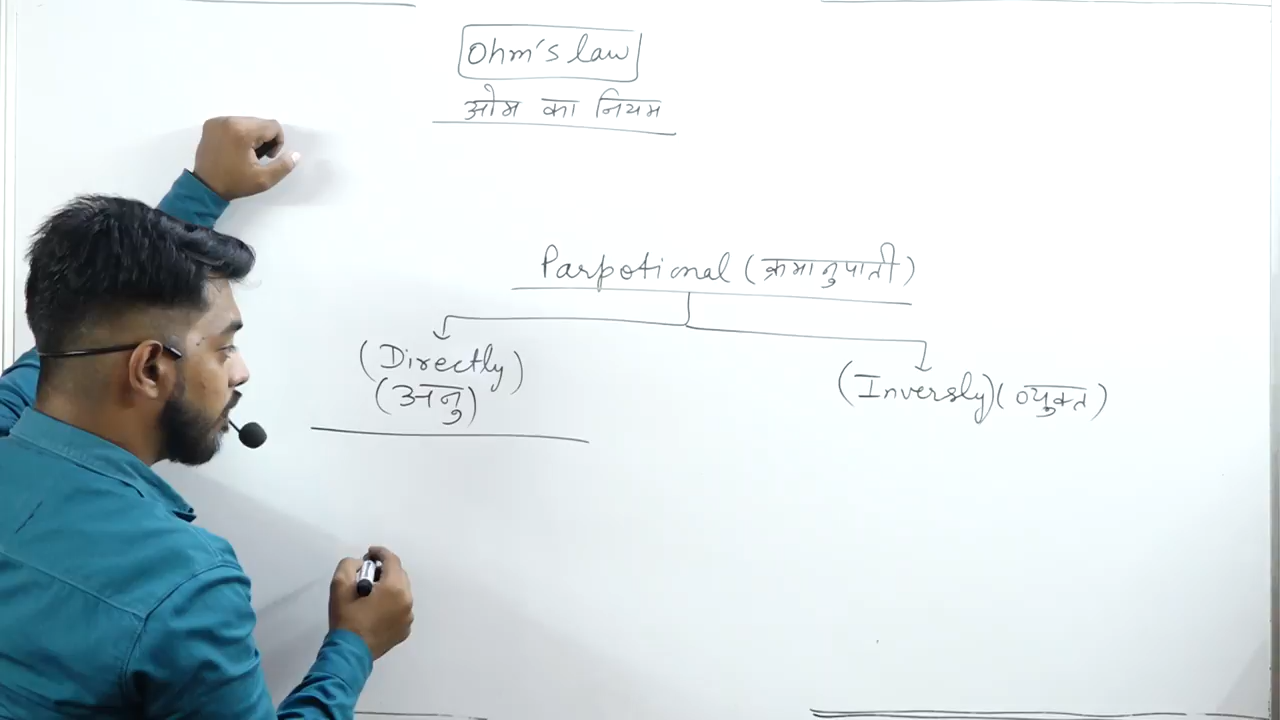 Ohm's law
ओम का नियम
Parpotional (क्रमानुपाती)
(Directly)
(अनु)
(Inversly) (व्युक्त)